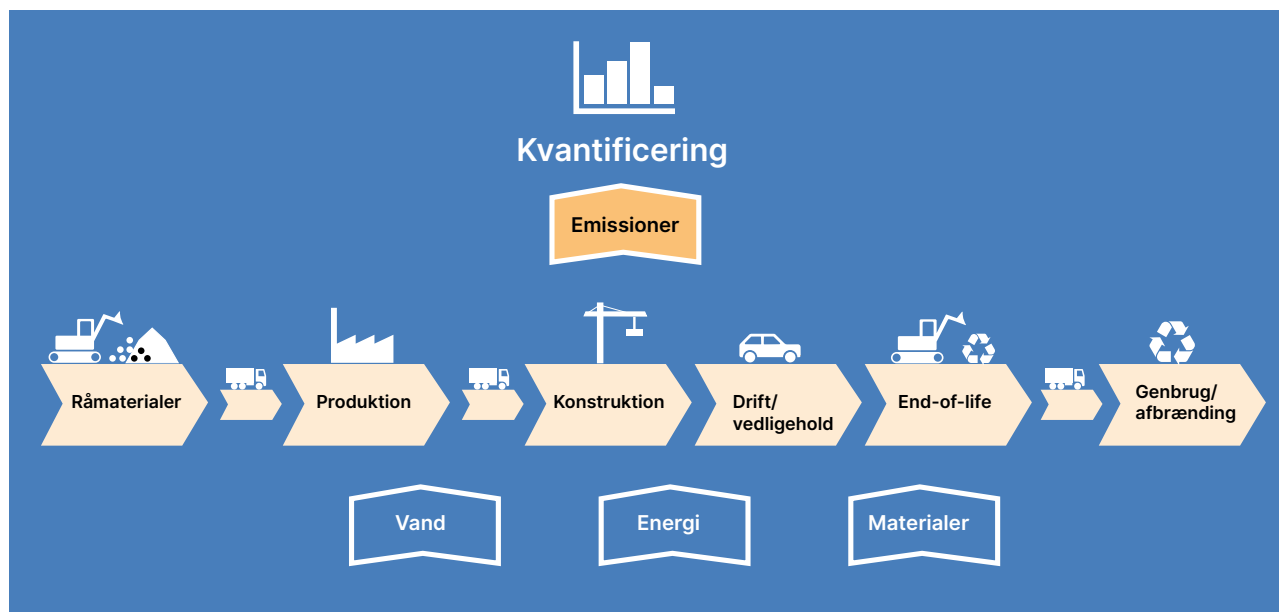 Kvantificering
Emissioner
Råmaterialer
Produktion
Konstruktion
Drift/
vedligehold
End-of-life
Genbrug/
afbrænding
Vand
Energi
Materialer